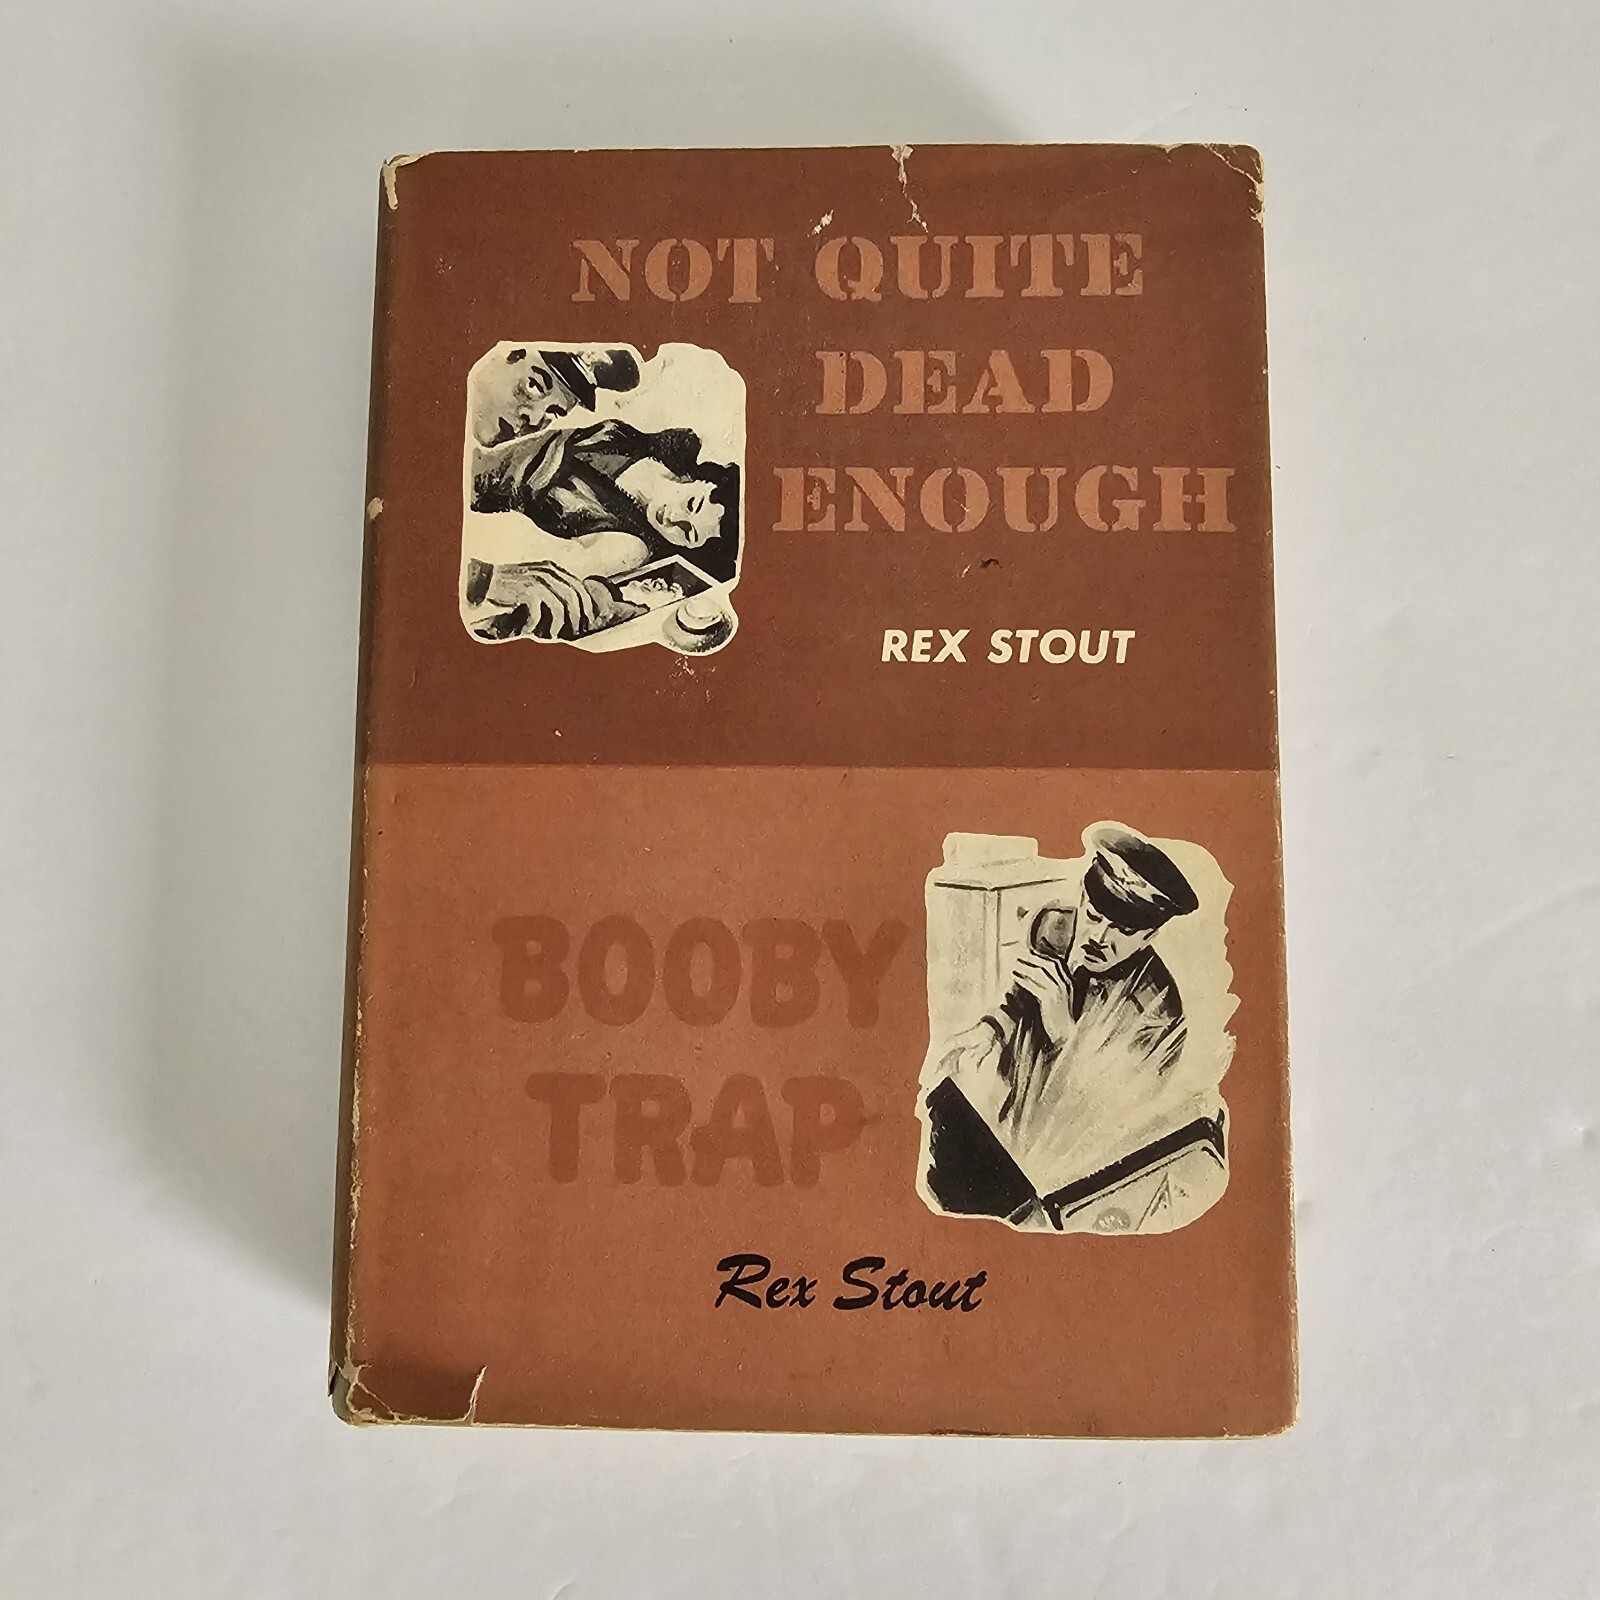 NOT QUITE
DEAD
ENOUGH
REX STOUT
BOOBY
TRAP
Rex Stout